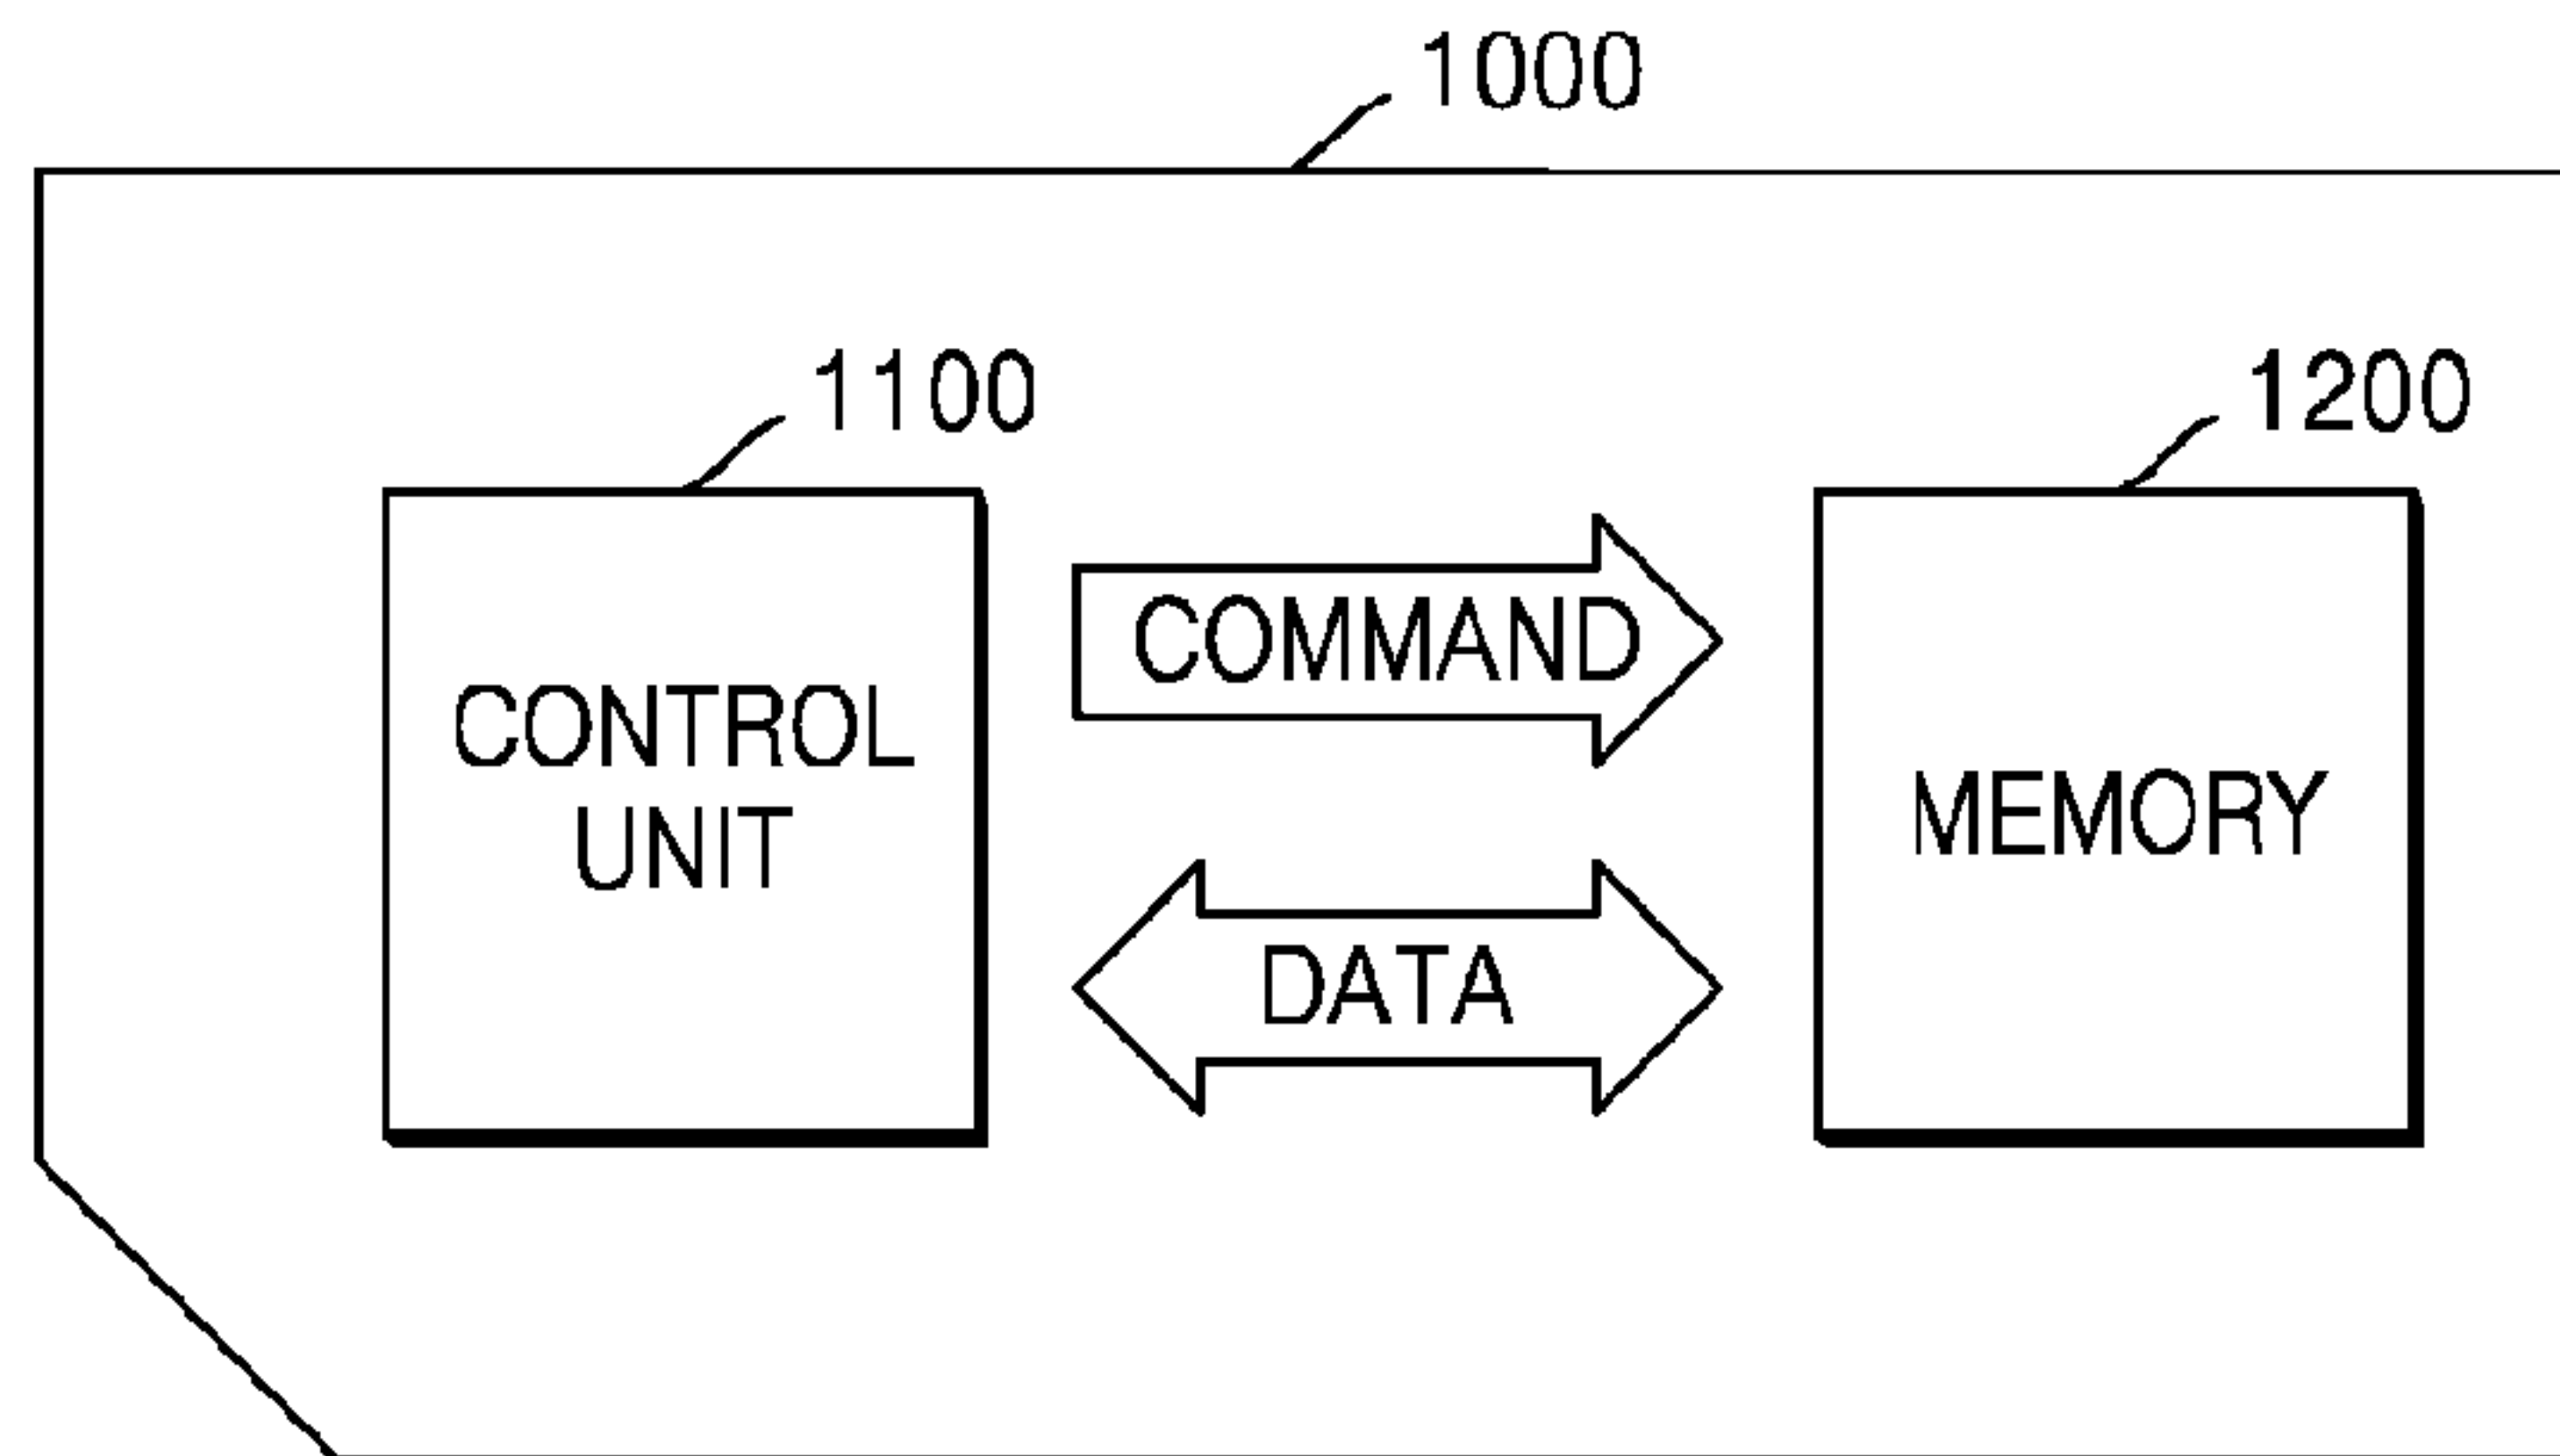 1000
1100
1200
COMMAND
CONTROL
UNIT
MEMORY
DATA